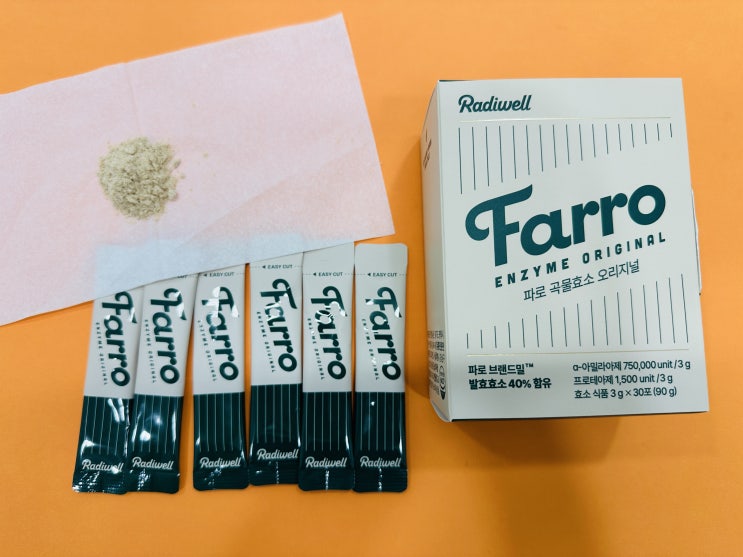 Radiwell
Farro
ENZYME ORIGINAL
파로 곡물효소 오리지널
파로 브랜드밀™
발효효소 40% 함유
α-아밀라아제 750,000 unit / 3 g
프로테아제 1,500 unit / 3 g
효소 식품 3 g × 30포 (90 g)
Farro
ENZYME ORIGINAL
Radiwell
Farro
ENZYME ORIGINAL
Radiwell
EASY CUT
Farro
ENZYME ORIGINAL
Radiwell
EASY CUT
Farro
ENZYME ORIGINAL
Radiwell
EASY CUT
Farro
ENZYME ORIGINAL
Radiwell
EASY CUT
Farro
ENZYME ORIGINAL
Radiwell